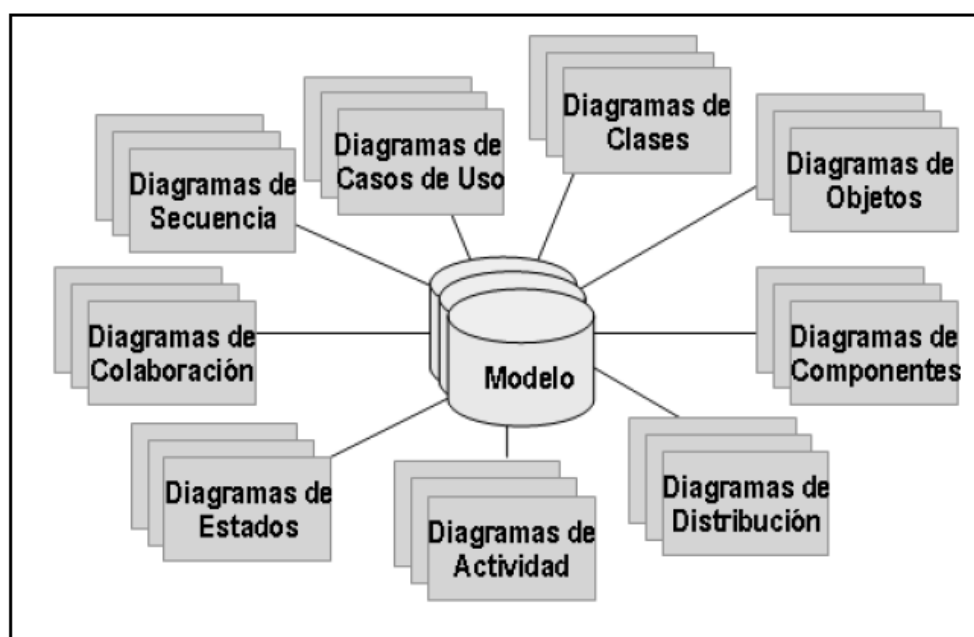 Diagramas de
Clases
Diagramas de
Casos de Uso
Diagramas de
Objetos
Diagramas de
Secuencia
Diagramas de
Colaboración
Modelo
Diagramas de
Componentes
Diagramas de
Estados
Diagramas de
Actividad
Diagramas de
Distribución